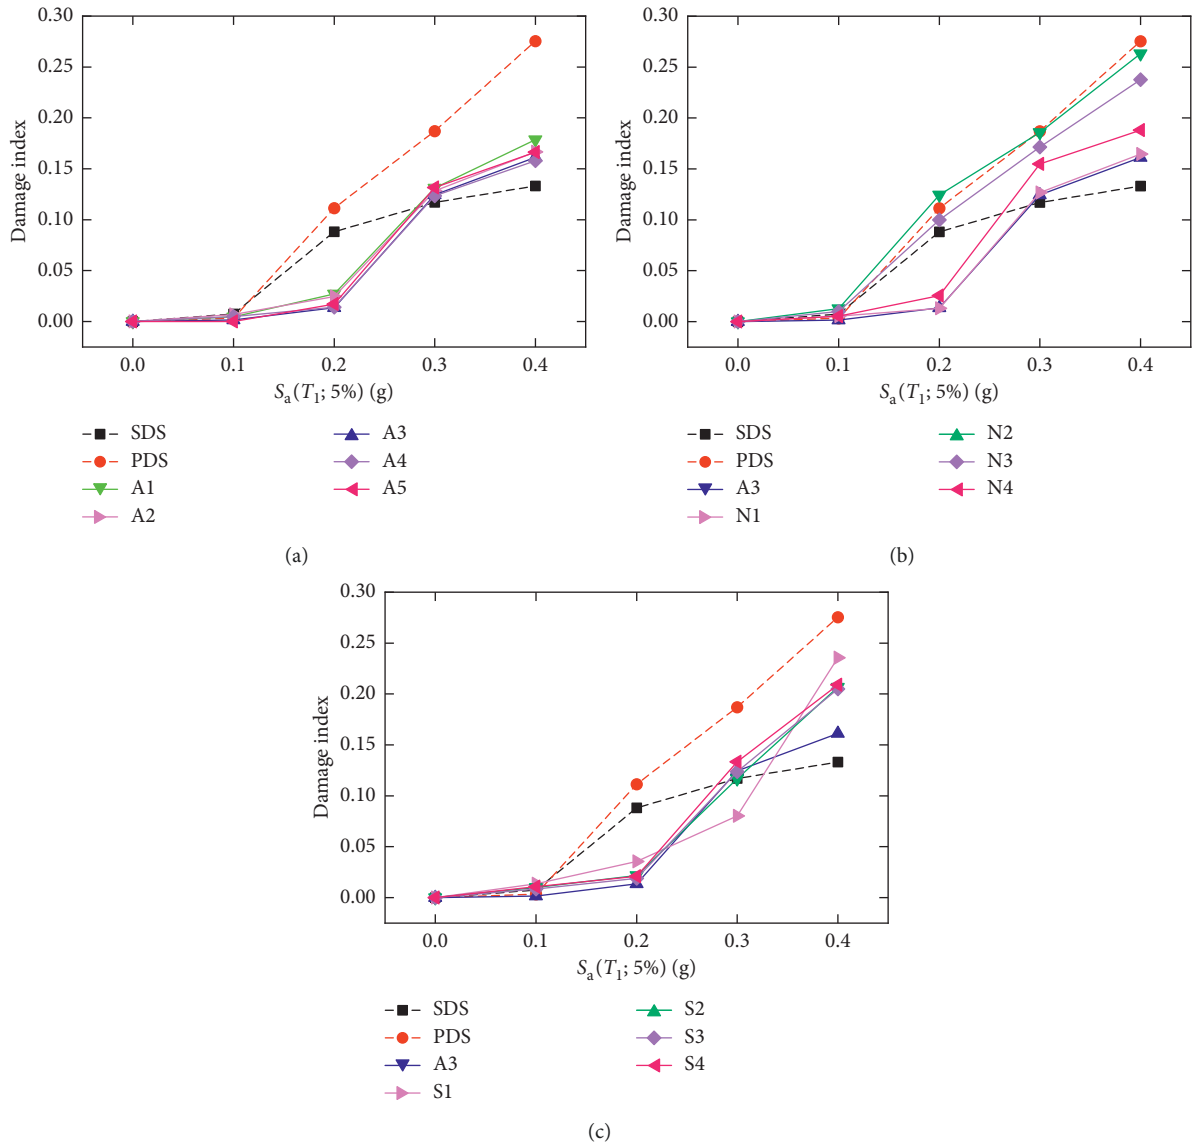 0.30
0.25
0.20
0.15
0.10
0.05
0.00
Damage index
0.0 0.1 0.2 0.3 0.4
Sa(T1; 5%) (g)
SDS
PDS
A1
A2
A3
A4
A5
(a)
0.30
0.25
0.20
0.15
0.10
0.05
0.00
Damage index
0.0 0.1 0.2 0.3 0.4
Sa(T1; 5%) (g)
SDS
PDS
A3
N1
N2
N3
N4
(b)
0.30
0.25
0.20
0.15
0.10
0.05
0.00
Damage index
0.0 0.1 0.2 0.3 0.4
Sa(T1; 5%) (g)
SDS
PDS
A3
S1
S2
S3
S4
(c)